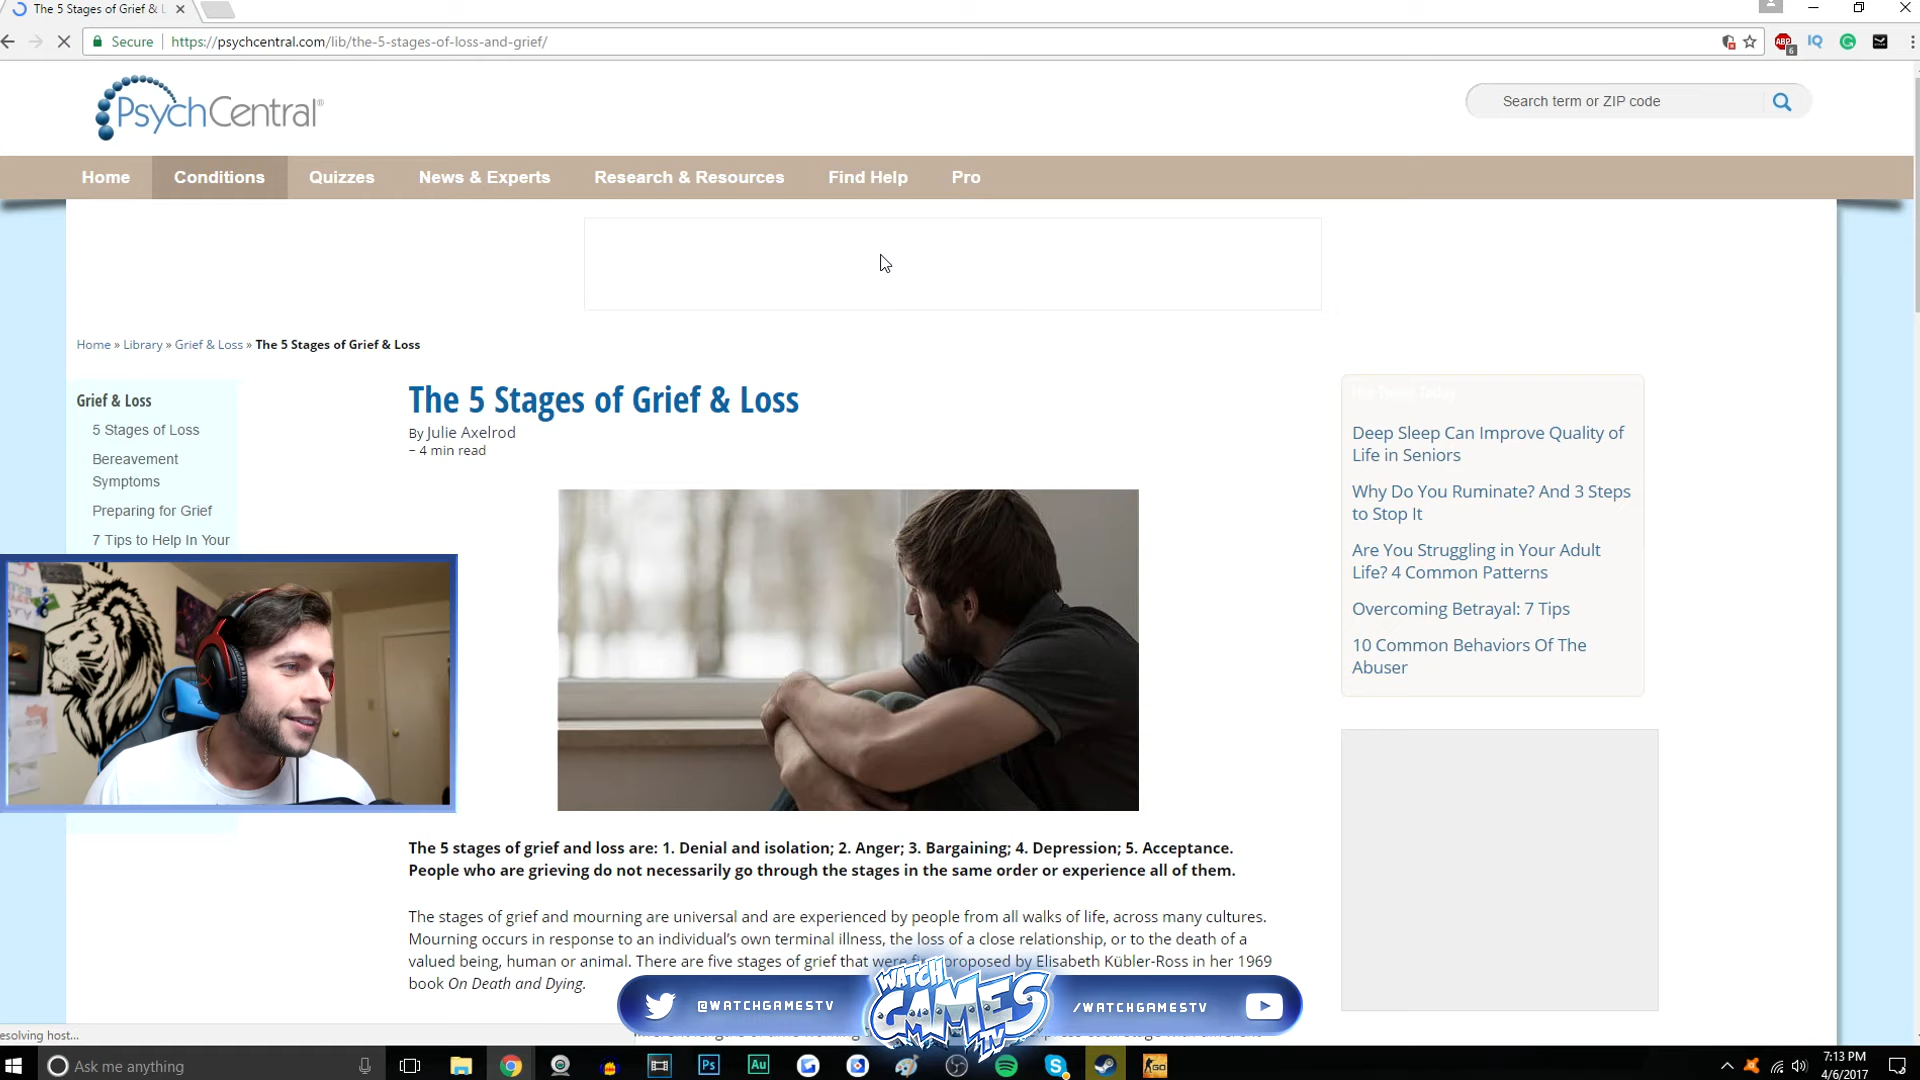 The 5 Stages of Grief & L
Secure
https://psychcentral.com/lib/the-5-stages-of-loss-and-grief/
ABP
6
IQ
PsychCentral®
Search term or ZIP code
Home
Conditions
Quizzes
News & Experts
Research & Resources
Find Help
Pro
Home » Library » Grief & Loss » The 5 Stages of Grief & Loss
Grief & Loss
5 Stages of Loss
Bereavement
Symptoms
Preparing for Grief
7 Tips to Help In Your
The 5 Stages of Grief & Loss
By Julie Axelrod
~ 4 min read
Hot Topics Today
Deep Sleep Can Improve Quality of
Life in Seniors
Why Do You Ruminate? And 3 Steps
to Stop It
Are You Struggling in Your Adult
Life? 4 Common Patterns
Overcoming Betrayal: 7 Tips
10 Common Behaviors Of The
Abuser
The 5 stages of grief and loss are: 1. Denial and isolation; 2. Anger; 3. Bargaining; 4. Depression; 5. Acceptance.
People who are grieving do not necessarily go through the stages in the same order or experience all of them.
The stages of grief and mourning are universal and are experienced by people from all walks of life, across many cultures.
Mourning occurs in response to an individual's own terminal illness, the loss of a close relationship, or to the death of a
valued being, human or animal. There are five stages of grief that were proposed by Elisabeth Kübler-Ross in her 1969
book On Death and Dying.
@WATCHGAMESTV
WATCH
GAMES
TV
/WATCHGAMESTV
esolving host...
Ask me anything
Ps
Au
GO
7:13 PM
4/6/2017